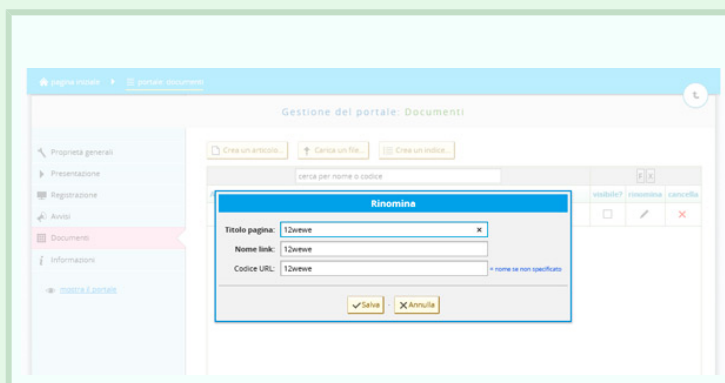 pagina iniziale portale: Documenti
Gestione del portale: Documenti
Proprietà generali
Presentazione
Registrazione
Avvisi
Documenti
Informazioni
mostra il portale
Crea un articolo... Carica un file... Crea un indice...
cerca per nome o codice
visibile? rinomina cancella
Rinomina
Titolo pagina: 12wewe
Nome link: 12wewe
Codice URL: 12wewe = nome se non specificato
Salva - Annulla